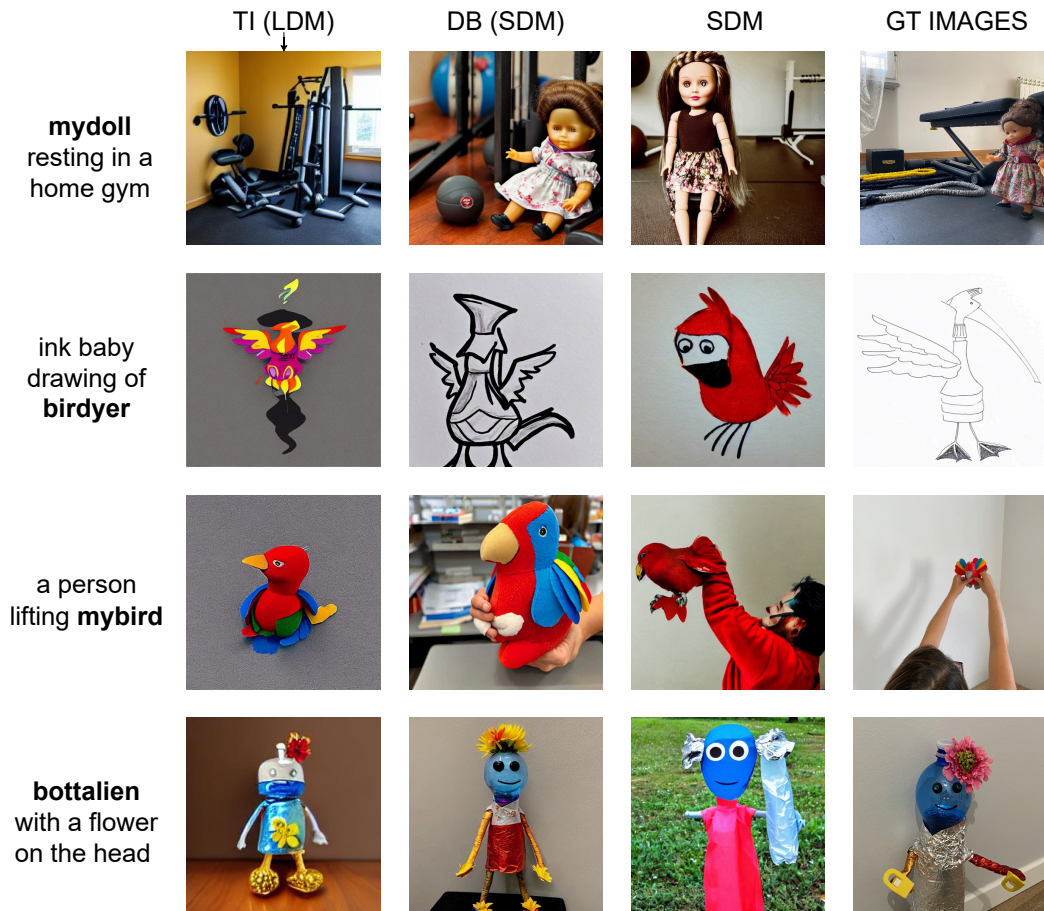 TI (LDM) DB (SDM) SDM GT IMAGES
mydoll
resting in a
home gym
ink baby
drawing of
birdyer
a person
lifting mybird
bottalien
with a flower
on the head